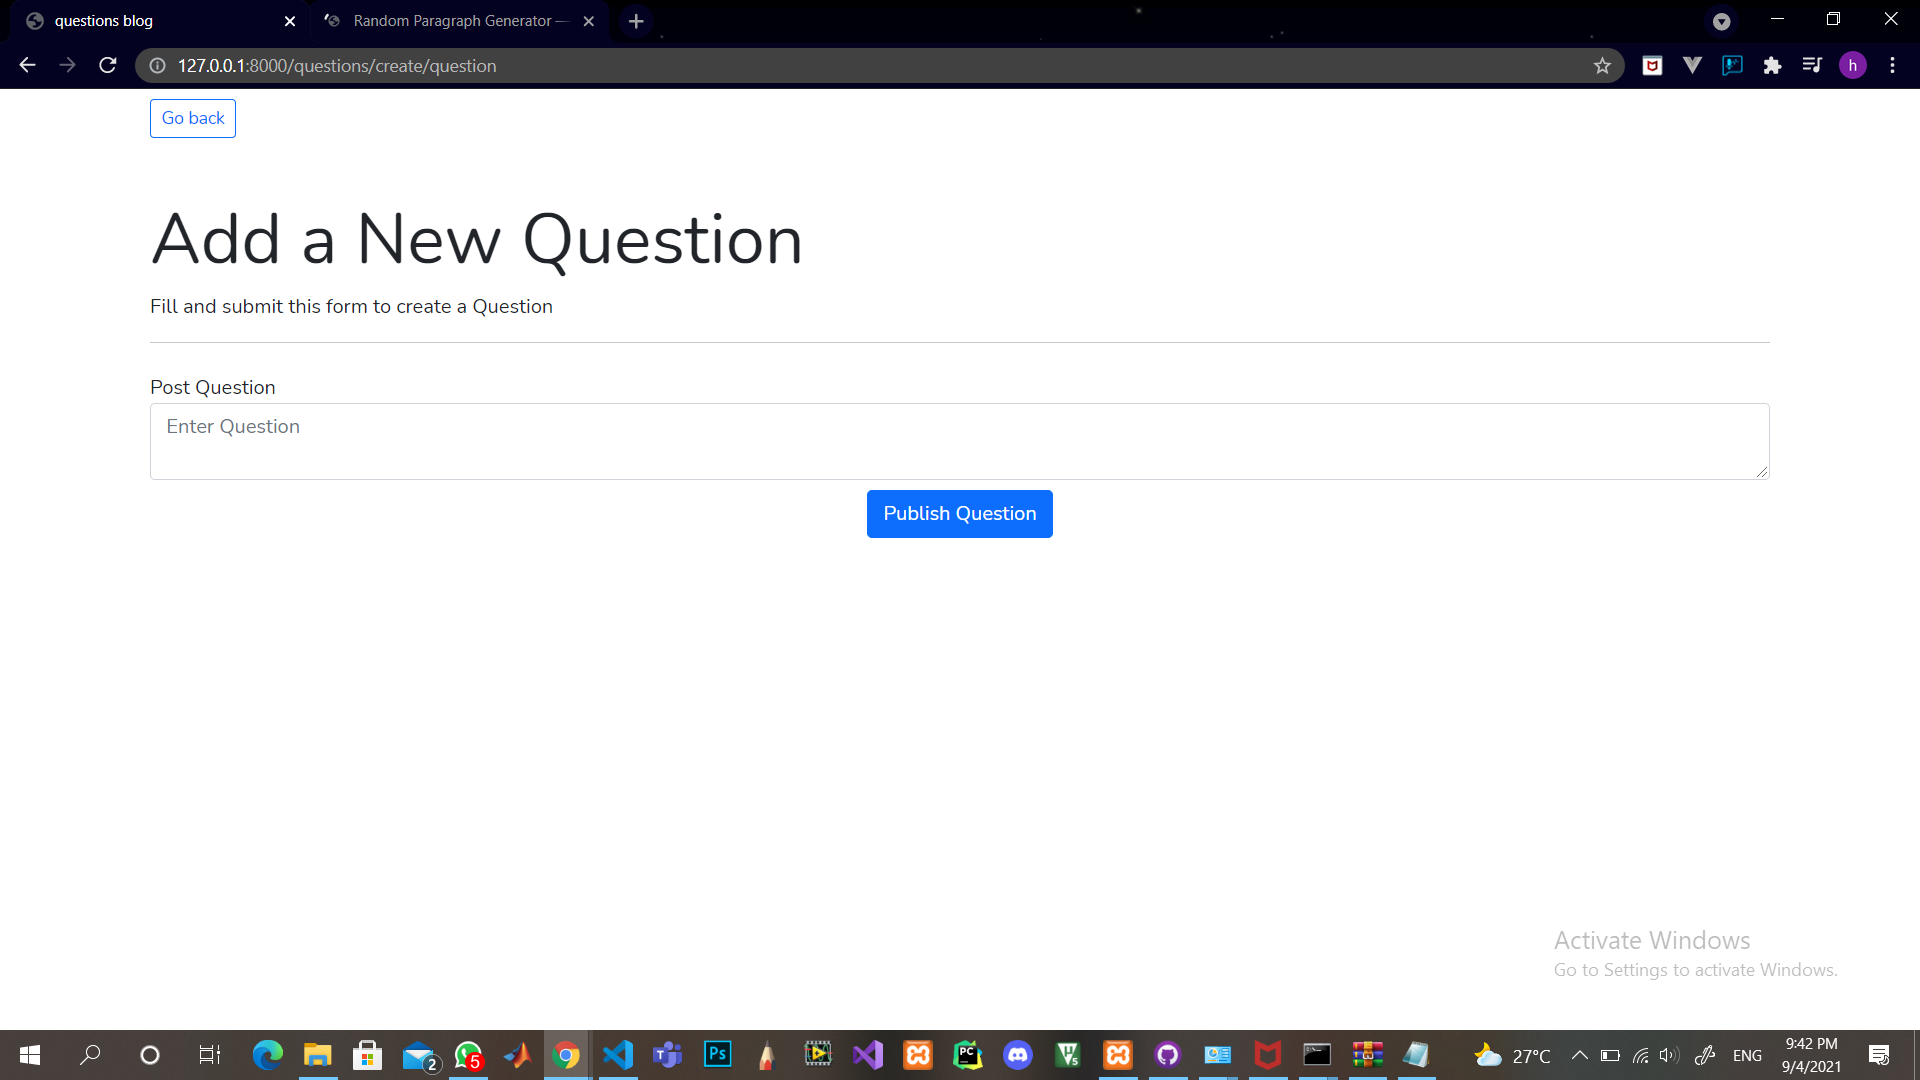 questions blog
Random Paragraph Generator —
127.0.0.1:8000/questions/create/question
h
Go back
Add a New Question
Fill and submit this form to create a Question
Post Question
Enter Question
Publish Question
Activate Windows
Go to Settings to activate Windows.
2
5
Ps
PC
27°C
ENG
9:42 PM
9/4/2021